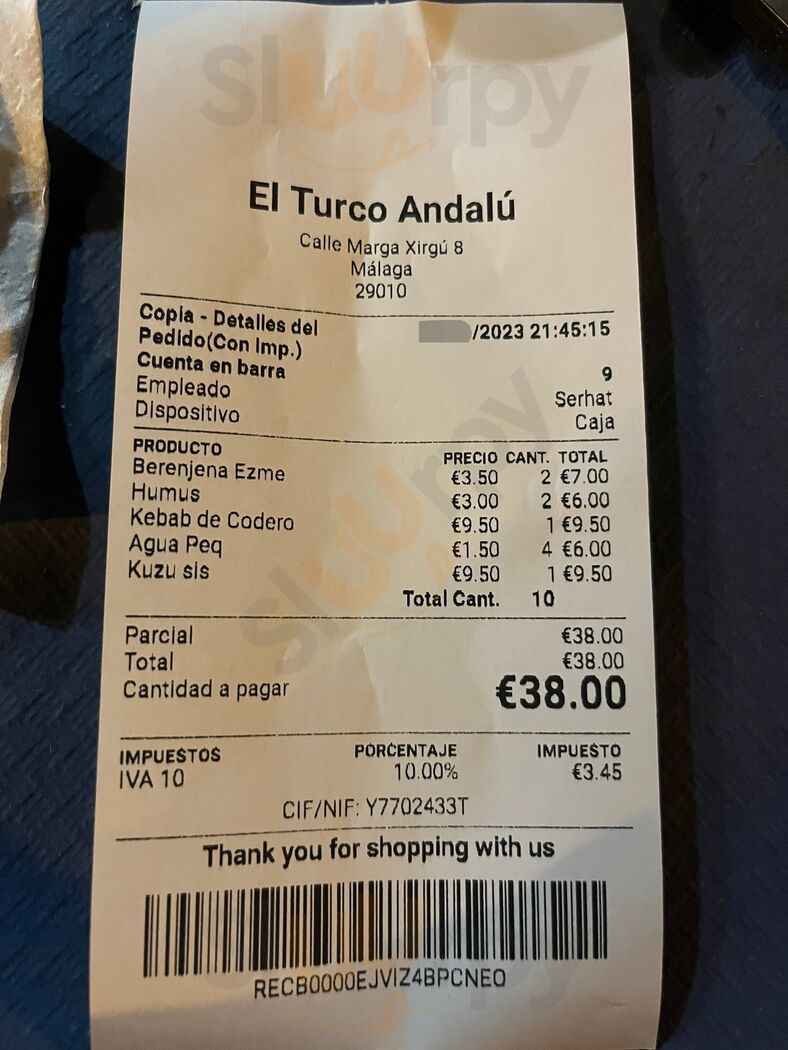 Sluurpy
El Turco Andalú
Calle Marga Xirgú 8
Málaga
29010
Copia - Detalles del
Pedido(Con Imp.) /2023 21:45:15
Cuenta en barra 9
Empleado Serhat
Dispositivo Caja
PRODUCTO PRECIO CANT. TOTAL
Berenjena Ezme €3.50 2 €7.00
Humus €3.00 2 €6.00
Kebab de Codero €9.50 1 €9.50
Agua Peq €1.50 4 €6.00
Kuzu sis €9.50 1 €9.50
Total Cant. 10
Sluurpy
Parcial €38.00
Total €38.00
Cantidad a pagar €38.00
IMPUESTOS PORCENTAJE IMPUESTO
IVA 10 10.00% €3.45
CIF/NIF: Y7702433T
Thank you for shopping with us
RECB0000EJVIZ4BPCNEO